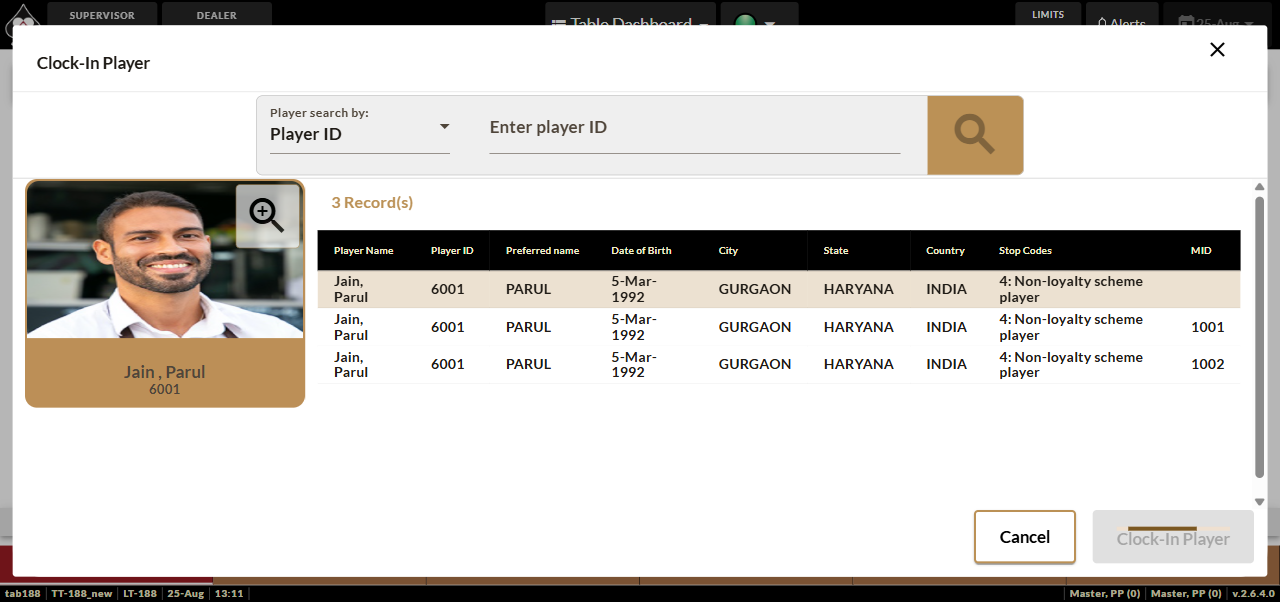 SUPERVISOR DEALER Table Dashboard LIMITS Alerts 25-Aug
Clock-In Player
Player search by:
Player ID Enter player ID
3 Record(s)
Player Name Player ID Preferred name Date of Birth City State Country Stop Codes MID
Jain, Parul 6001 PARUL 5-Mar-1992 GURGAON HARYANA INDIA 4: Non-loyalty scheme player
Jain, Parul 6001 PARUL 5-Mar-1992 GURGAON HARYANA INDIA 4: Non-loyalty scheme player 1001
Jain, Parul 6001 PARUL 5-Mar-1992 GURGAON HARYANA INDIA 4: Non-loyalty scheme player 1002
Jain , Parul
6001
Cancel Clock-In Player
tab188 TT-188_new LT-188 25-Aug 13:11 Master, PP (0) Master, PP (0) v.2.6.4.0